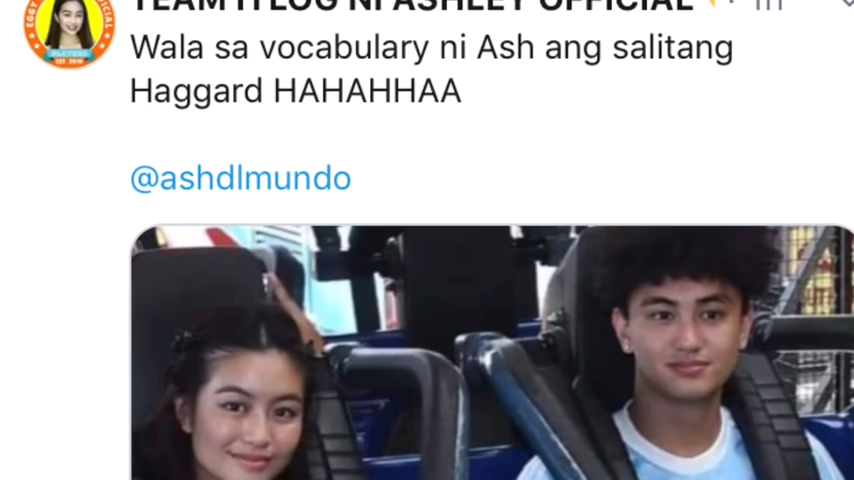 TEAM ITLOG NI ASHLEY OFFICIAL
Wala sa vocabulary ni Ash ang salitang
Haggard HAHAHHAA
@ashdlmundo